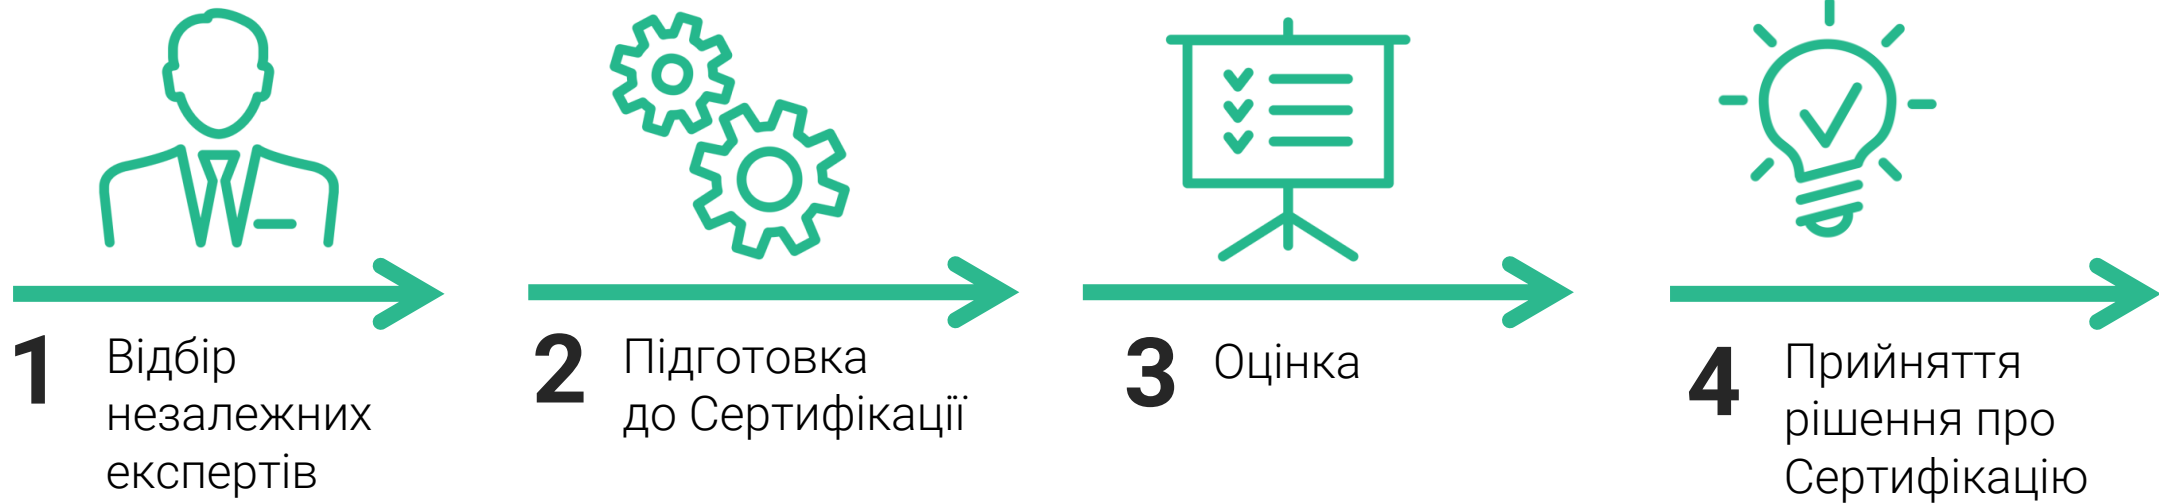 1 Відбір
незалежних
експертів
2 Підготовка
до Сертифікації
3 Оцінка
4 Прийняття
рішення про
Сертифікацію